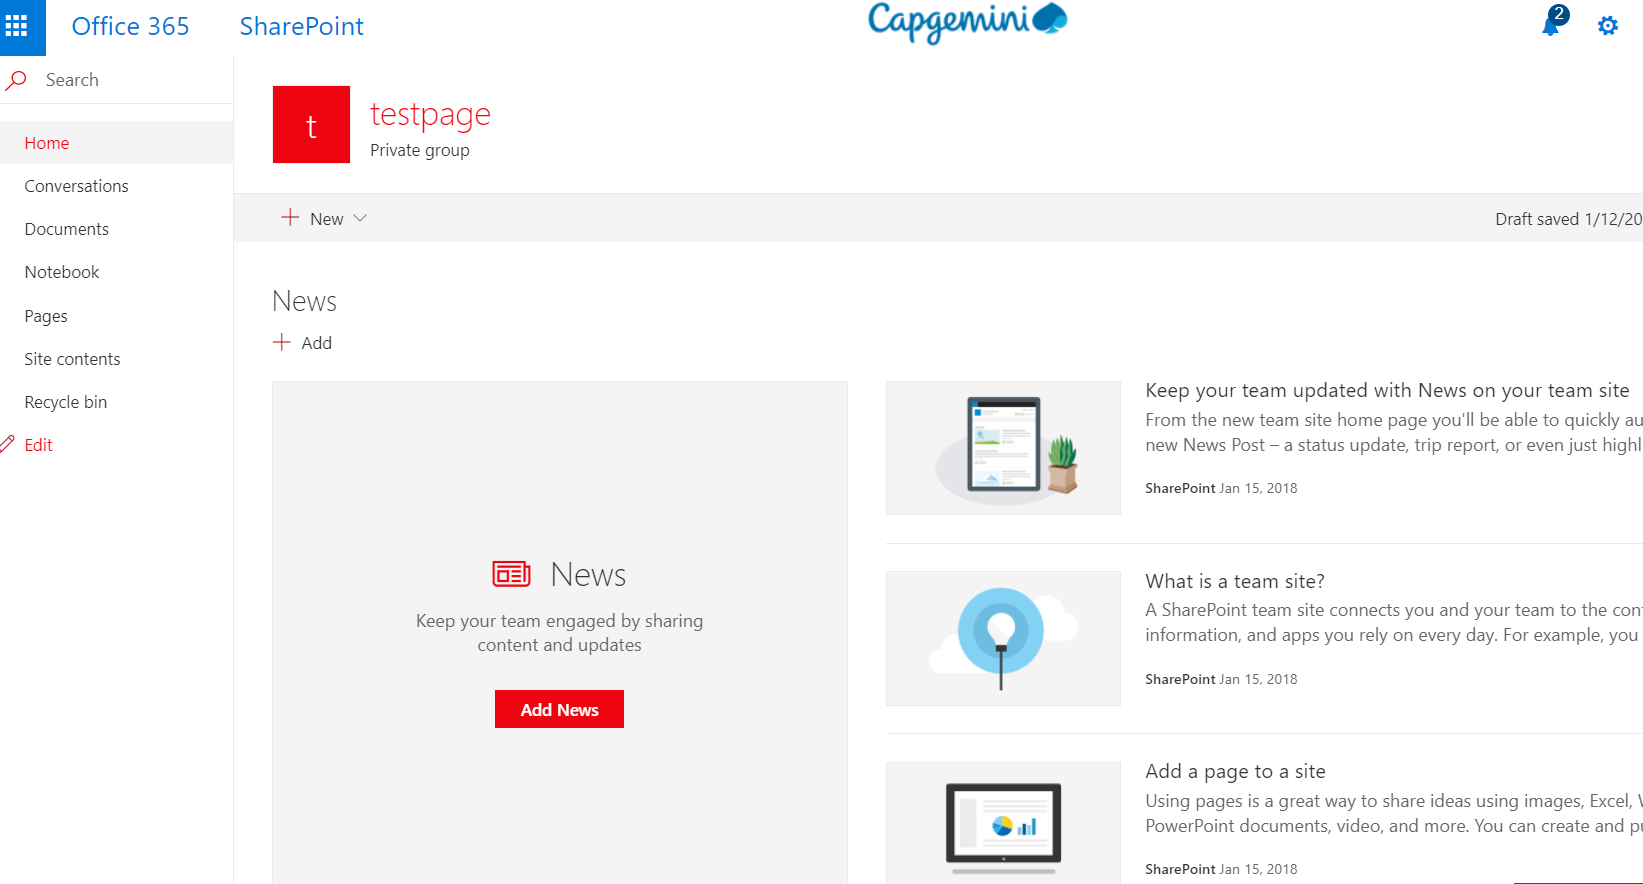 Office 365
SharePoint
Capgemini
2
Search
t
testpage
Private group
Home
Conversations
Documents
Notebook
Pages
Site contents
Recycle bin
Edit
New
Draft saved 1/12/20
News
Add
News
Keep your team engaged by sharing
content and updates
Add News
Keep your team updated with News on your team site
From the new team site home page you'll be able to quickly au
new News Post – a status update, trip report, or even just highl
SharePoint Jan 15, 2018
What is a team site?
A SharePoint team site connects you and your team to the con
information, and apps you rely on every day. For example, you
SharePoint Jan 15, 2018
Add a page to a site
Using pages is a great way to share ideas using images, Excel,
PowerPoint documents, video, and more. You can create and
SharePoint Jan 15, 2018